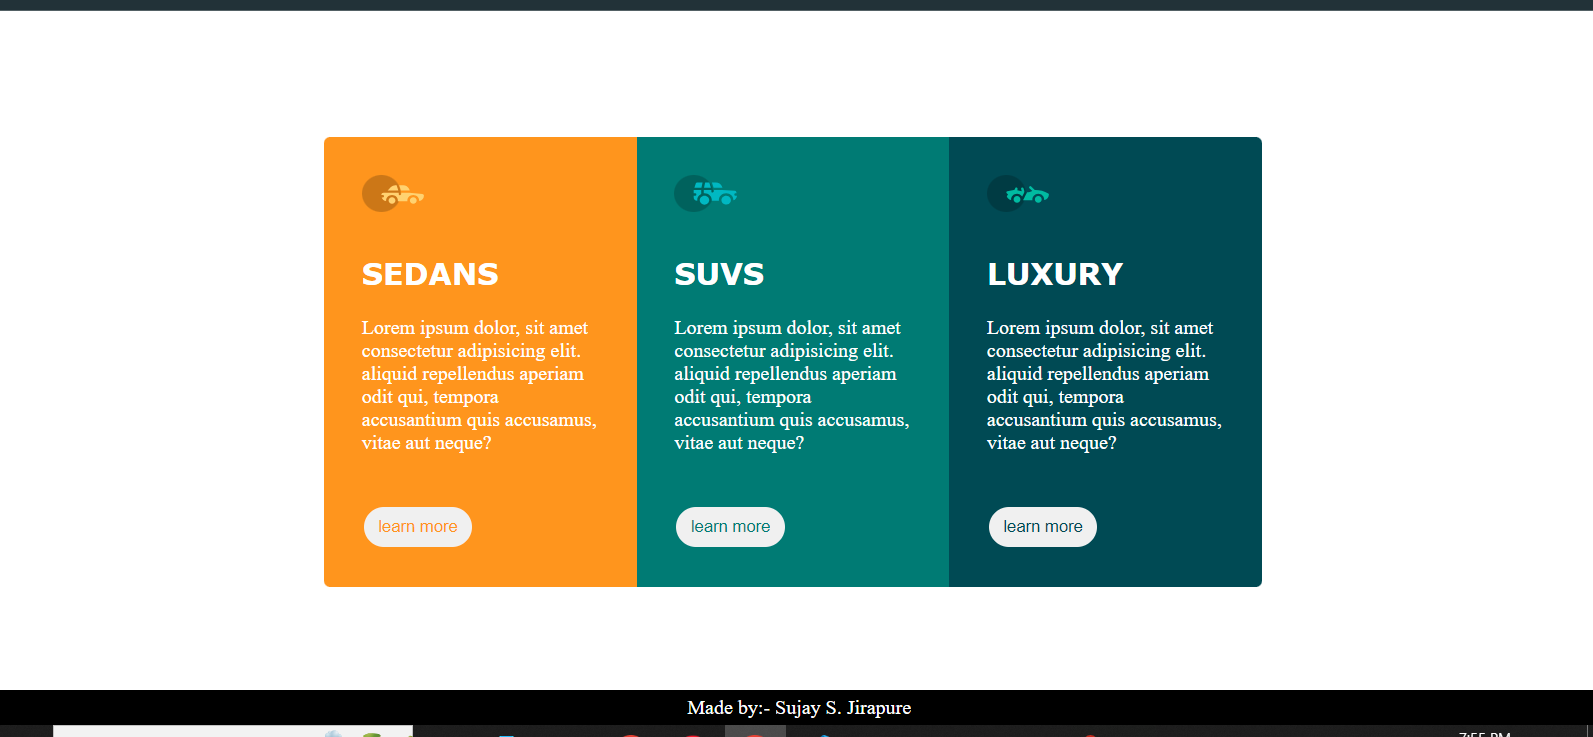 SEDANS
Lorem ipsum dolor, sit amet
consectetur adipisicing elit.
aliquid repellendus aperiam
odit qui, tempora
accusantium quis accusamus,
vitae aut neque?
learn more
SUVS
Lorem ipsum dolor, sit amet
consectetur adipisicing elit.
aliquid repellendus aperiam
odit qui, tempora
accusantium quis accusamus,
vitae aut neque?
learn more
LUXURY
Lorem ipsum dolor, sit amet
consectetur adipisicing elit.
aliquid repellendus aperiam
odit qui, tempora
accusantium quis accusamus,
vitae aut neque?
learn more
Made by:- Sujay S. Jirapure
7:55 PM